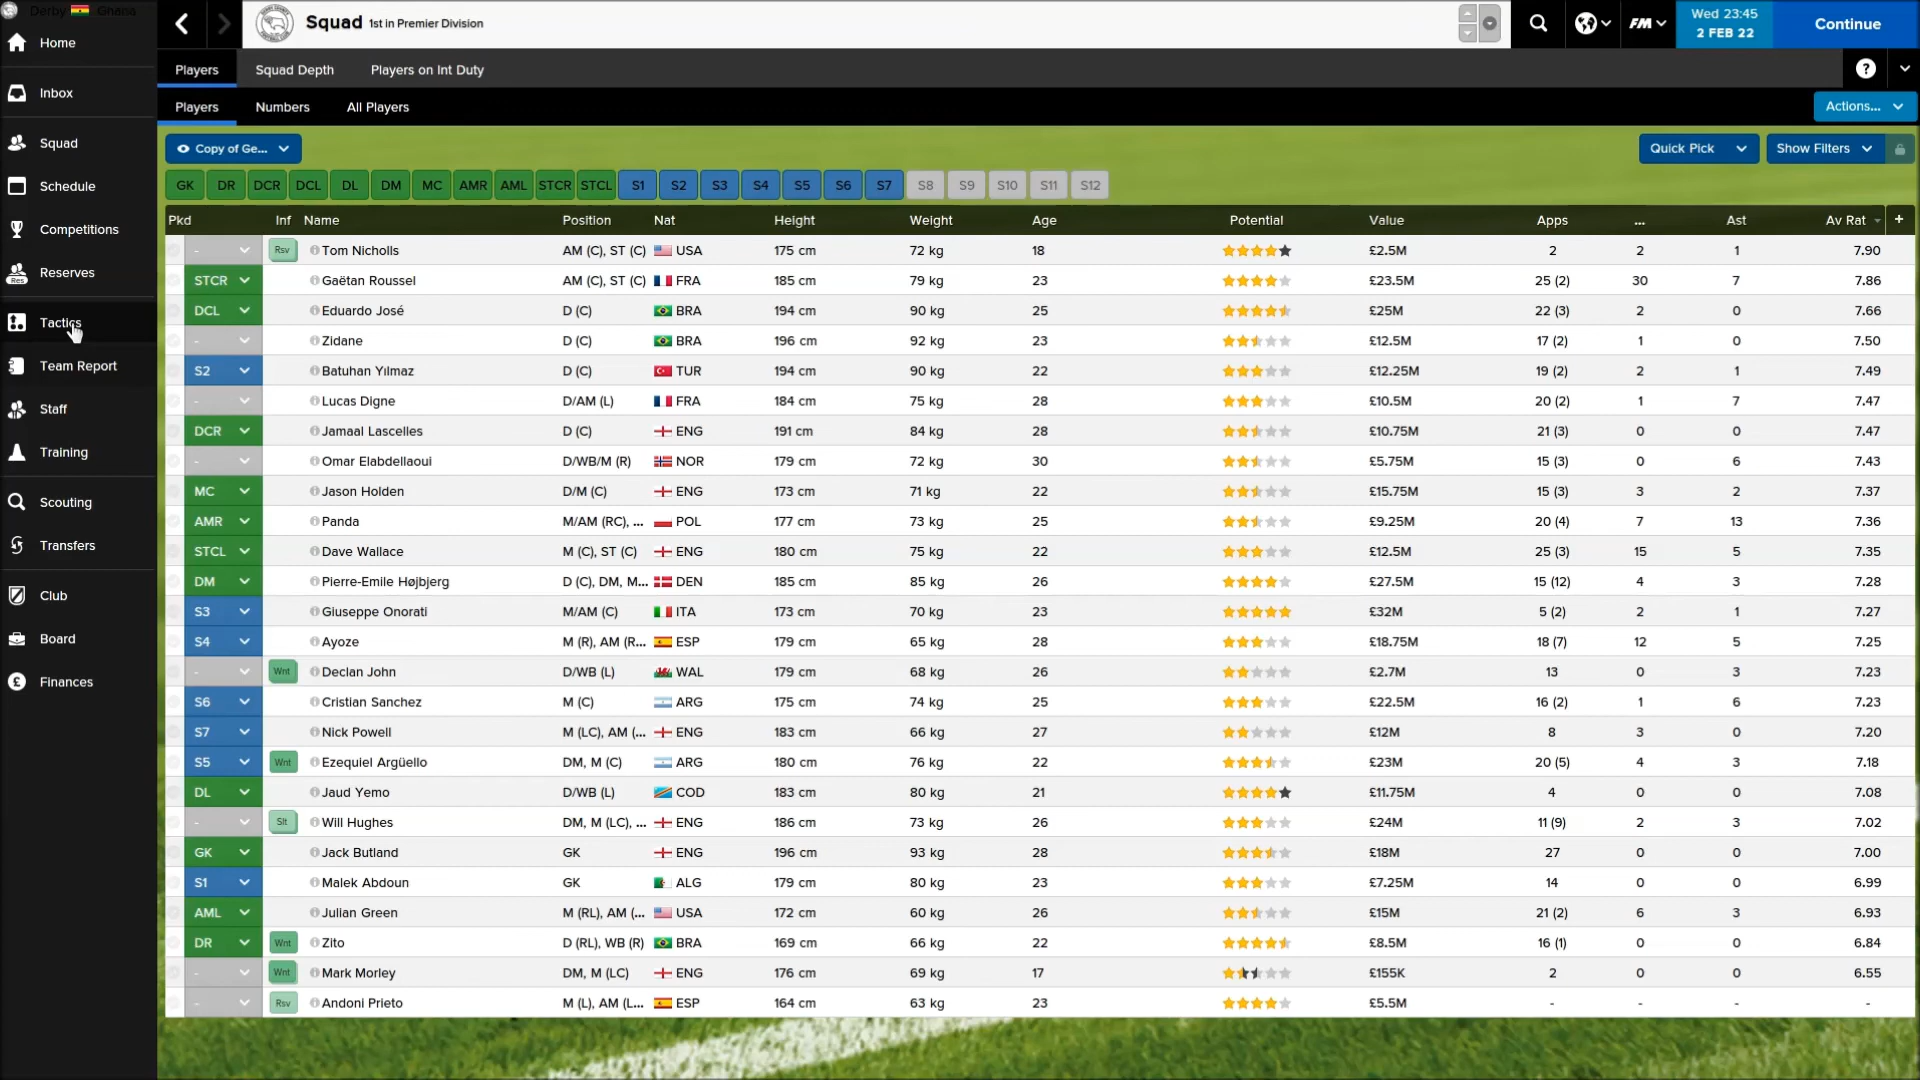 Derby Ghana
Squad 1st in Premier Division
FM
Wed 23:45
2 FEB 22
Continue
Home
Inbox
Squad
Schedule
Competitions
Reserves
Tactics
Team Report
Staff
Training
Scouting
Transfers
Club
Board
Finances
Players Squad Depth Players on Int Duty
?
Players Numbers All Players
Actions...
Copy of Ge...
Quick Pick
Show Filters
GK DR DCR DCL DL DM MC AMR AML STCR STCL S1 S2 S3 S4 S5 S6 S7 S8 S9 S10 S11 S12
Pkd Inf Name Position Nat Height Weight Age Potential Value Apps ... Ast Av Rat +
- Rsv Tom Nicholls AM (C), ST (C) USA 175 cm 72 kg 18 £2.5M 2 2 1 7.90
STCR Gaëtan Roussel AM (C), ST (C) FRA 185 cm 79 kg 23 £23.5M 25 (2) 30 7 7.86
DCL Eduardo José D (C) BRA 194 cm 90 kg 25 £25M 22 (3) 2 0 7.66
- Zidane D (C) BRA 196 cm 92 kg 23 £12.5M 17 (2) 1 0 7.50
S2 Batuhan Yılmaz D (C) TUR 194 cm 90 kg 22 £12.25M 19 (2) 2 1 7.49
- Lucas Digne D/AM (L) FRA 184 cm 75 kg 28 £10.5M 20 (2) 1 7 7.47
DCR Jamaal Lascelles D (C) ENG 191 cm 84 kg 28 £10.75M 21 (3) 0 0 7.47
- Omar Elabdellaoui D/WB/M (R) NOR 179 cm 72 kg 30 £5.75M 15 (3) 0 6 7.43
MC Jason Holden D/M (C) ENG 173 cm 71 kg 22 £15.75M 15 (3) 3 2 7.37
AMR Panda M/AM (RC), ... POL 177 cm 73 kg 25 £9.25M 20 (4) 7 13 7.36
STCL Dave Wallace M (C), ST (C) ENG 180 cm 75 kg 22 £12.5M 25 (3) 15 5 7.35
DM Pierre-Emile Højbjerg D (C), DM, M... DEN 185 cm 85 kg 26 £27.5M 15 (12) 4 3 7.28
S3 Giuseppe Onorati M/AM (C) ITA 173 cm 70 kg 23 £32M 5 (2) 2 1 7.27
S4 Ayoze M (R), AM (R... ESP 179 cm 65 kg 28 £18.75M 18 (7) 12 5 7.25
- Wnt Declan John D/WB (L) WAL 179 cm 68 kg 26 £2.7M 13 0 3 7.23
S6 Cristian Sanchez M (C) ARG 175 cm 74 kg 25 £22.5M 16 (2) 1 6 7.23
S7 Nick Powell M (LC), AM (... ENG 183 cm 66 kg 27 £12M 8 3 0 7.20
S5 Wnt Ezequiel Argüello DM, M (C) ARG 180 cm 76 kg 22 £23M 20 (5) 4 3 7.18
DL Jaud Yemo D/WB (L) COD 183 cm 80 kg 21 £11.75M 4 0 0 7.08
- Slt Will Hughes DM, M (LC), ... ENG 186 cm 73 kg 26 £24M 11 (9) 2 3 7.02
GK Jack Butland GK ENG 196 cm 93 kg 28 £18M 27 0 0 7.00
S1 Malek Abdoun GK ALG 179 cm 80 kg 23 £7.25M 14 0 0 6.99
AML Julian Green M (RL), AM (... USA 172 cm 60 kg 26 £15M 21 (2) 6 3 6.93
DR Wnt Zito D (RL), WB (R) BRA 169 cm 66 kg 22 £8.5M 16 (1) 0 0 6.84
- Wnt Mark Morley DM, M (LC) ENG 176 cm 69 kg 17 £155K 2 0 0 6.55
- Rsv Andoni Prieto M (L), AM (L... ESP 164 cm 63 kg 23 £5.5M - - - -